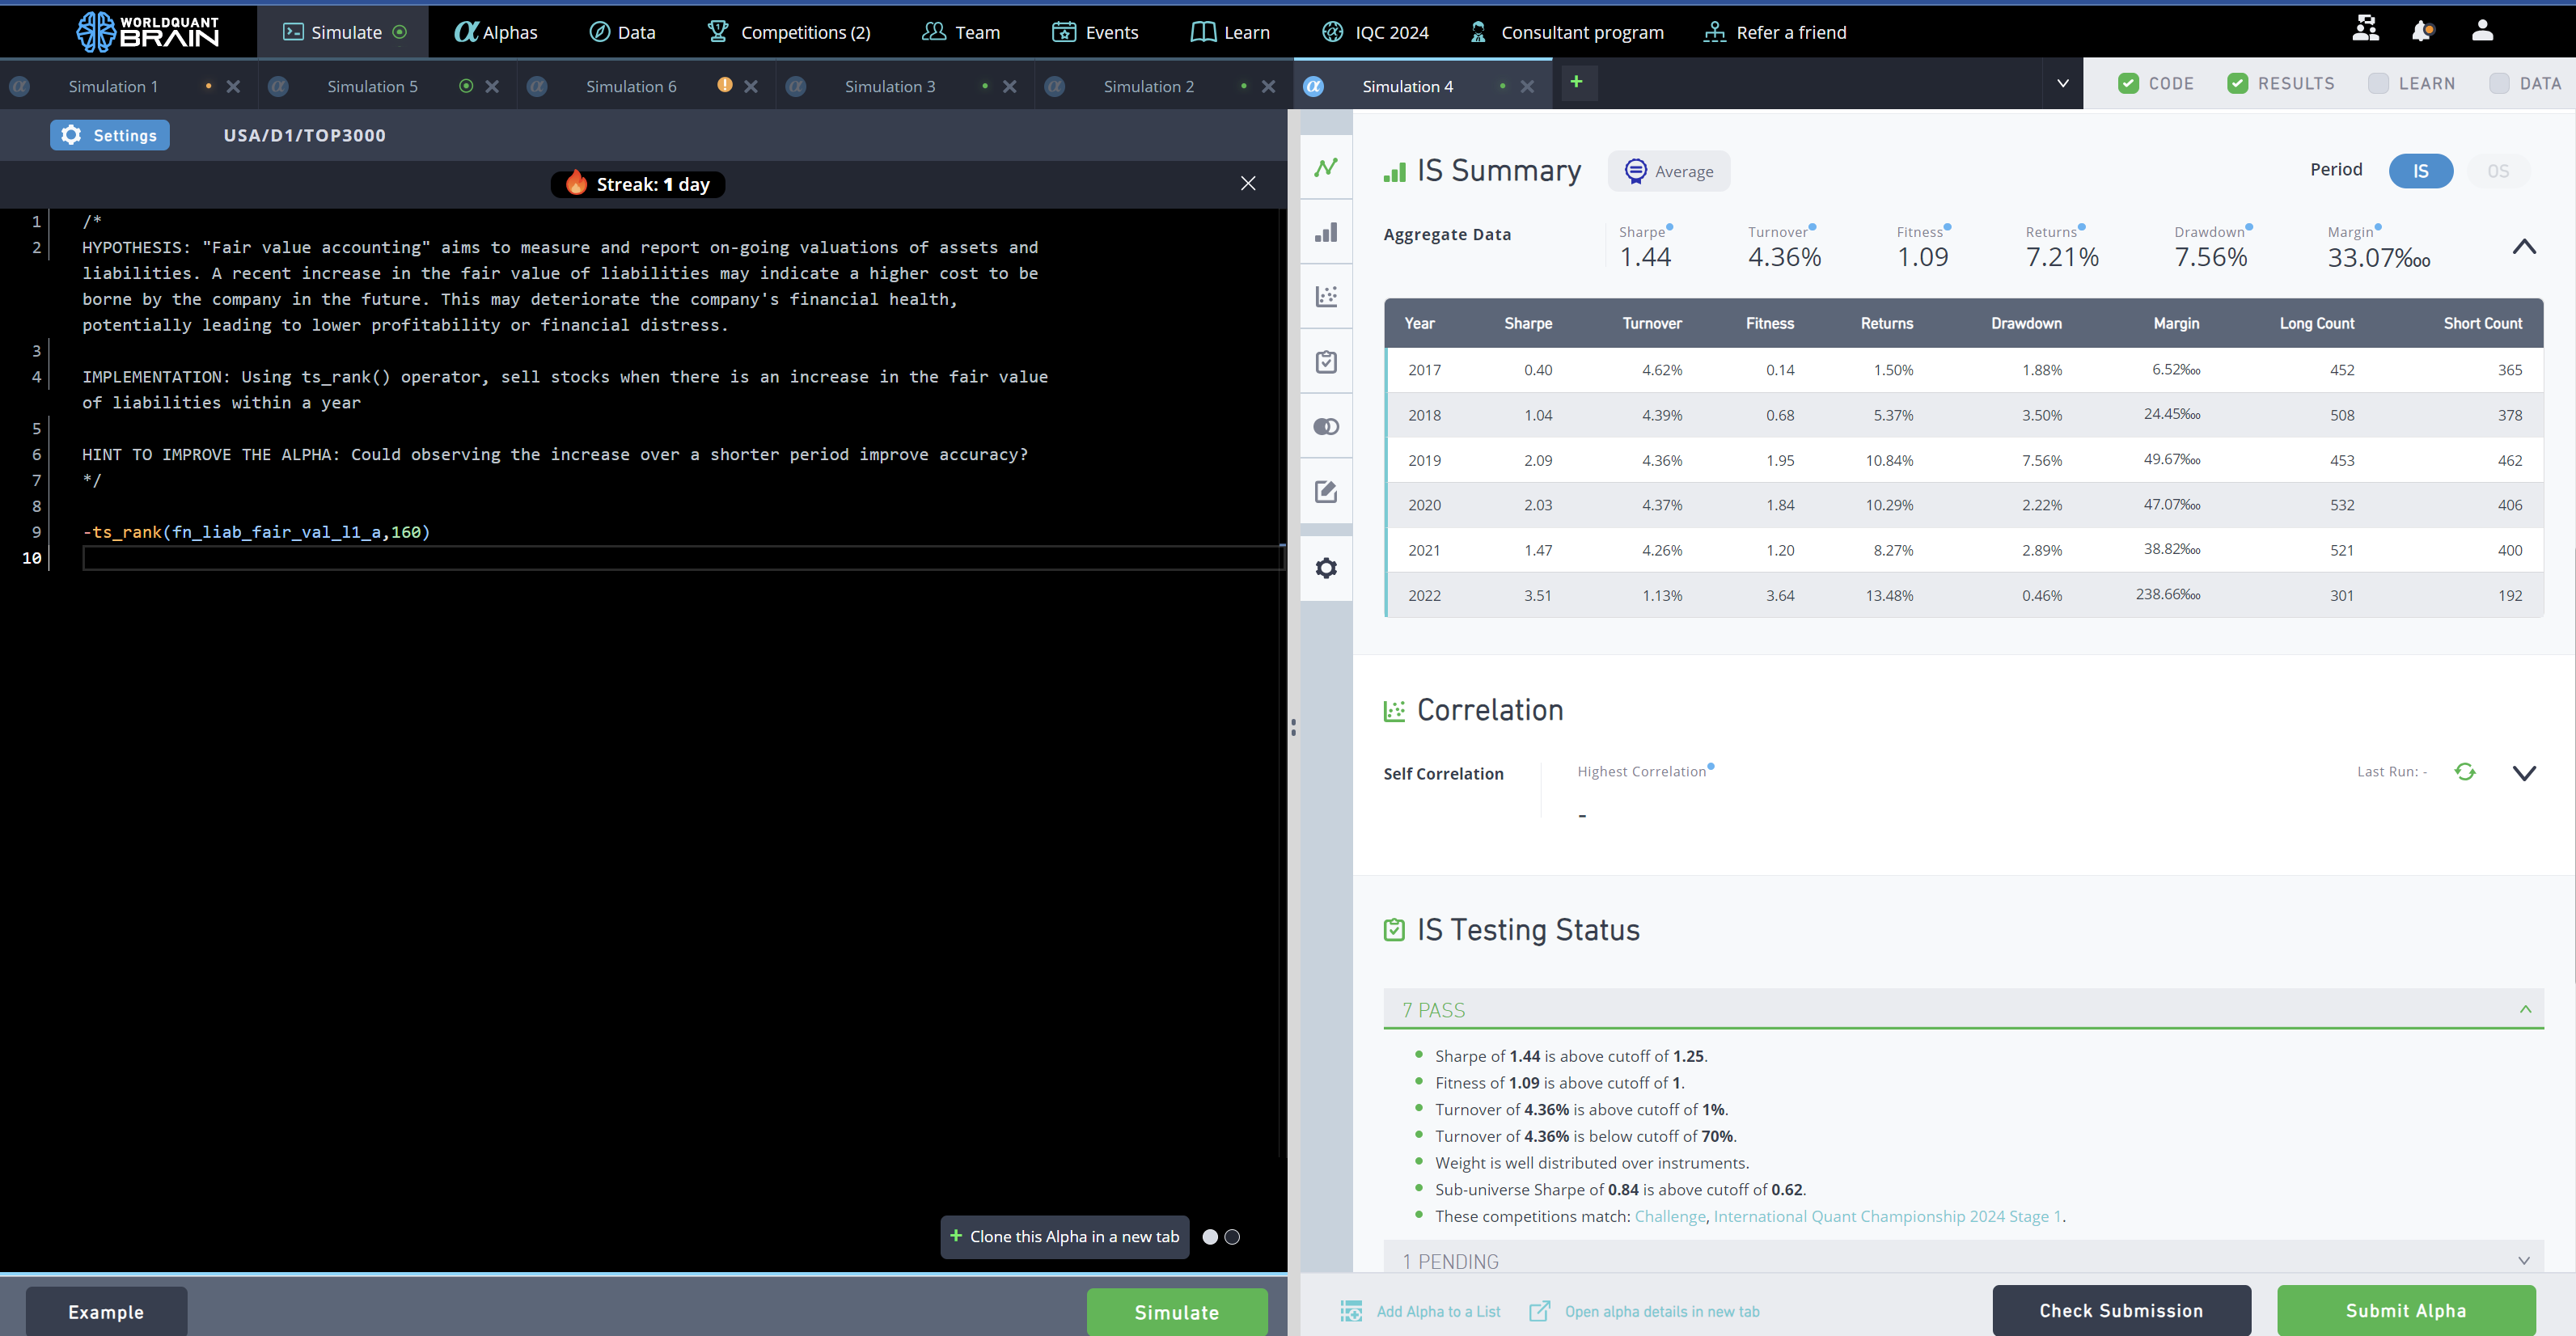 WORLDQUANT
BRAIN
Simulate
Alphas
Data
Competitions (2)
Team
Events
Learn
IQC 2024
Consultant program
Refer a friend
Simulation 1
Simulation 5
Simulation 6
Simulation 3
Simulation 2
Simulation 4
+
CODE
RESULTS
LEARN
DATA
Settings
USA/D1/TOP3000
Streak: 1 day
1 /*
2 HYPOTHESIS: "Fair value accounting" aims to measure and report on-going valuations of assets and
liabilities. A recent increase in the fair value of liabilities may indicate a higher cost to be
borne by the company in the future. This may deteriorate the company's financial health,
potentially leading to lower profitability or financial distress.
3
4 IMPLEMENTATION: Using ts_rank() operator, sell stocks when there is an increase in the fair value
of liabilities within a year
5
6 HINT TO IMPROVE THE ALPHA: Could observing the increase over a shorter period improve accuracy?
7 */
8
9 -ts_rank(fn_liab_fair_val_l1_a,160)
10
+ Clone this Alpha in a new tab
Example
Simulate
IS Summary
Average
Period
IS
OS
Aggregate Data
Sharpe Turnover Fitness Returns Drawdown Margin
1.44 4.36% 1.09 7.21% 7.56% 33.07‱
Year Sharpe Turnover Fitness Returns Drawdown Margin Long Count Short Count
2017 0.40 4.62% 0.14 1.50% 1.88% 6.52‱ 452 365
2018 1.04 4.39% 0.68 5.37% 3.50% 24.45‱ 508 378
2019 2.09 4.36% 1.95 10.84% 7.56% 49.67‱ 453 462
2020 2.03 4.37% 1.84 10.29% 2.22% 47.07‱ 532 406
2021 1.47 4.26% 1.20 8.27% 2.89% 38.82‱ 521 400
2022 3.51 1.13% 3.64 13.48% 0.46% 238.66‱ 301 192
Correlation
Self Correlation
Highest Correlation
-
Last Run: -
IS Testing Status
7 PASS
Sharpe of 1.44 is above cutoff of 1.25.
Fitness of 1.09 is above cutoff of 1.
Turnover of 4.36% is above cutoff of 1%.
Turnover of 4.36% is below cutoff of 70%.
Weight is well distributed over instruments.
Sub-universe Sharpe of 0.84 is above cutoff of 0.62.
These competitions match: Challenge, International Quant Championship 2024 Stage 1.
1 PENDING
Add Alpha to a List
Open alpha details in new tab
Check Submission
Submit Alpha